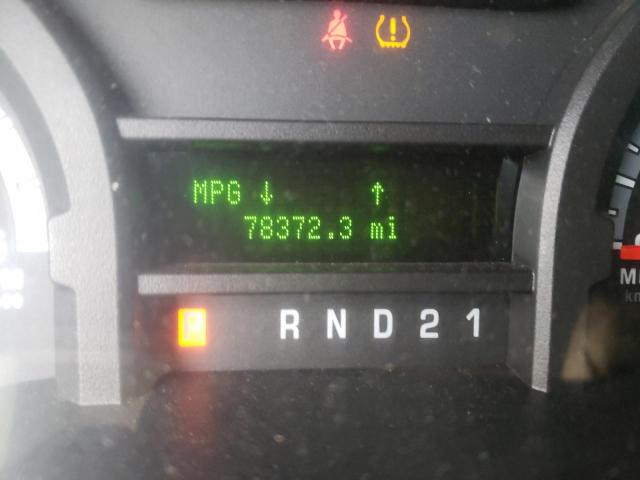 MPG ↓ ↑
78372.3 mi
P R N D 2 1